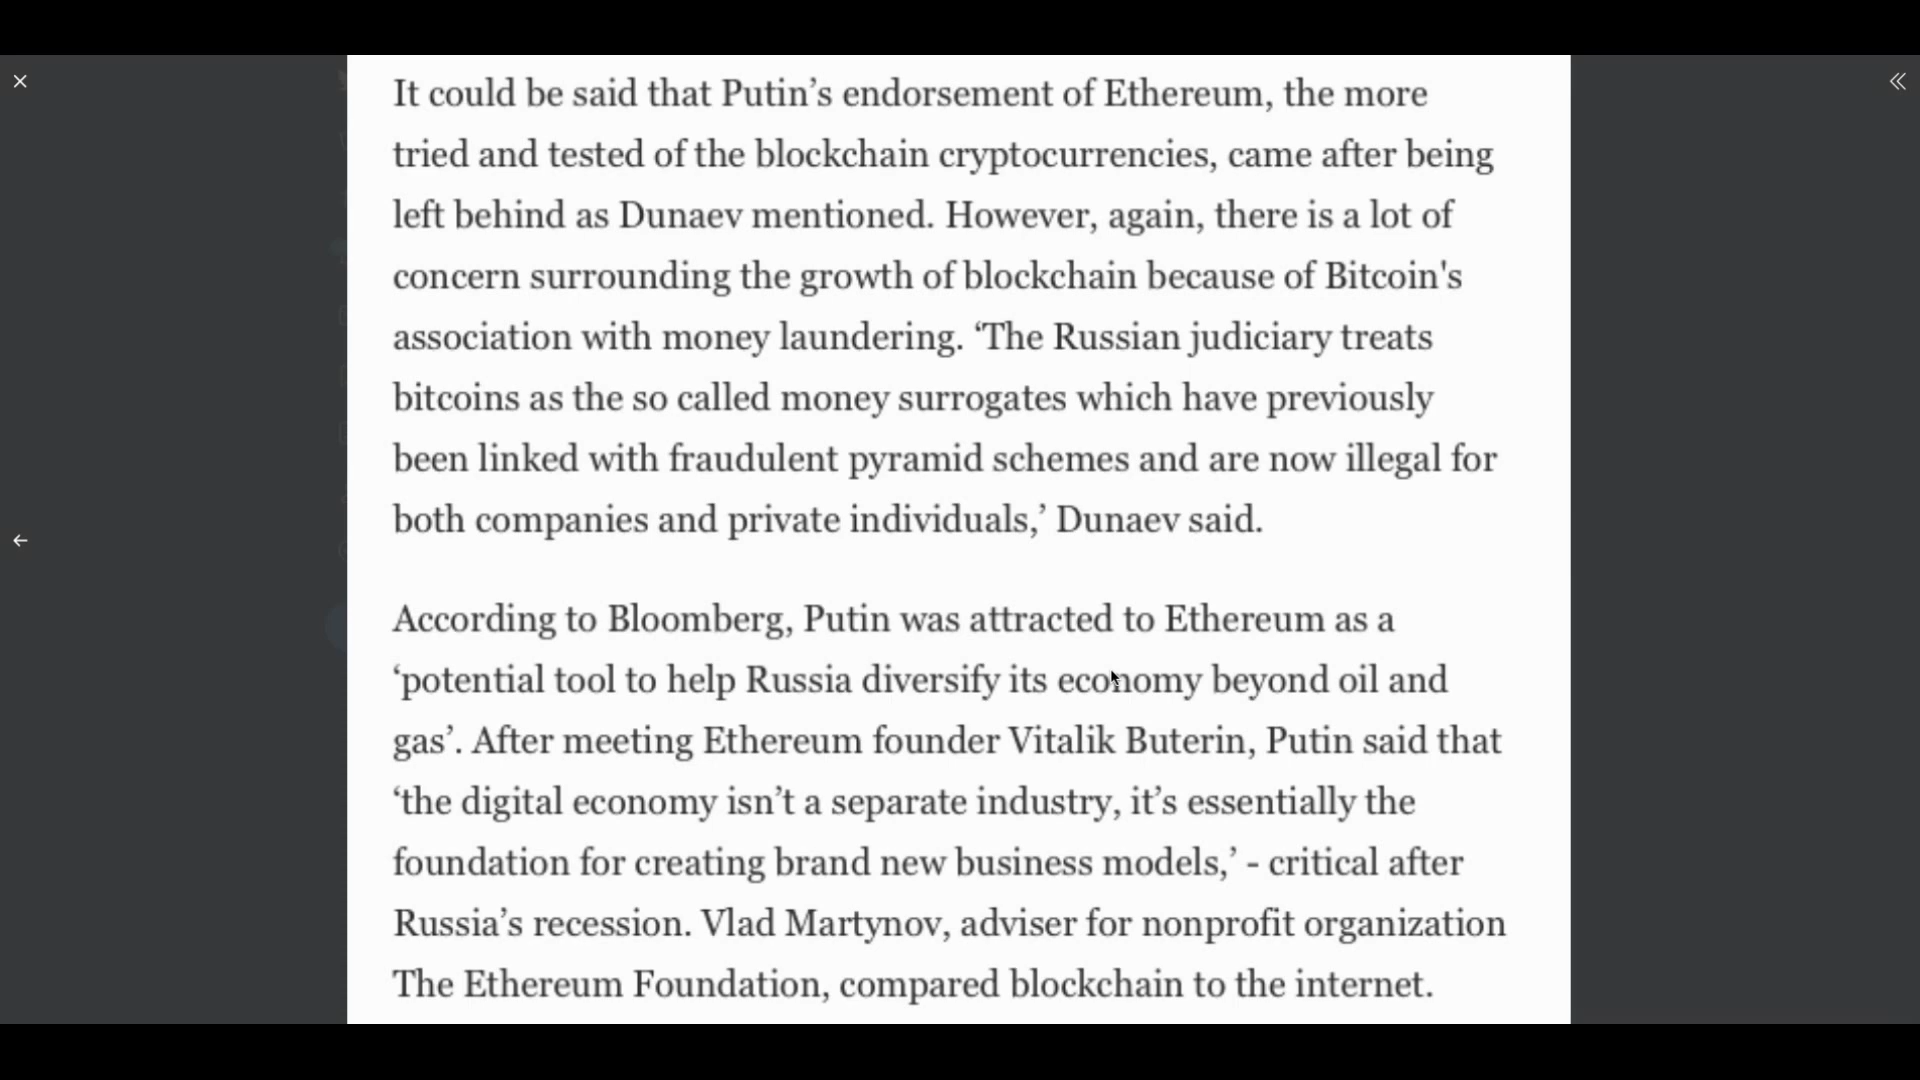 It could be said that Putin’s endorsement of Ethereum, the more
tried and tested of the blockchain cryptocurrencies, came after being
left behind as Dunaev mentioned. However, again, there is a lot of
concern surrounding the growth of blockchain because of Bitcoin's
association with money laundering. ‘The Russian judiciary treats
bitcoins as the so called money surrogates which have previously
been linked with fraudulent pyramid schemes and are now illegal for
both companies and private individuals,’ Dunaev said.
According to Bloomberg, Putin was attracted to Ethereum as a
‘potential tool to help Russia diversify its economy beyond oil and
gas’. After meeting Ethereum founder Vitalik Buterin, Putin said that
‘the digital economy isn’t a separate industry, it’s essentially the
foundation for creating brand new business models,’ - critical after
Russia’s recession. Vlad Martynov, adviser for nonprofit organization
The Ethereum Foundation, compared blockchain to the internet.